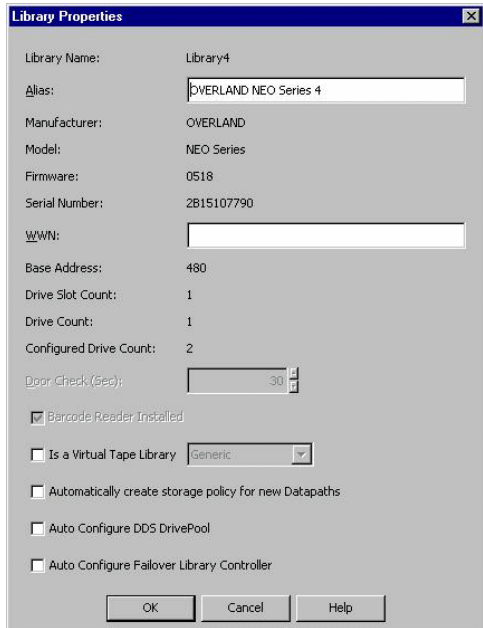 Library Properties
Library Name: Library4
Alias: OVERLAND NEO Series 4
Manufacturer: OVERLAND
Model: NEO Series
Firmware: 0518
Serial Number: 2B15107790
WWN:
Base Address: 480
Drive Slot Count: 1
Drive Count: 1
Configured Drive Count: 2
Door Check (Sec): 30
Barcode Reader Installed
Is a Virtual Tape Library Generic
Automatically create storage policy for new Datapaths
Auto Configure DDS DrivePool
Auto Configure Failover Library Controller
OK Cancel Help